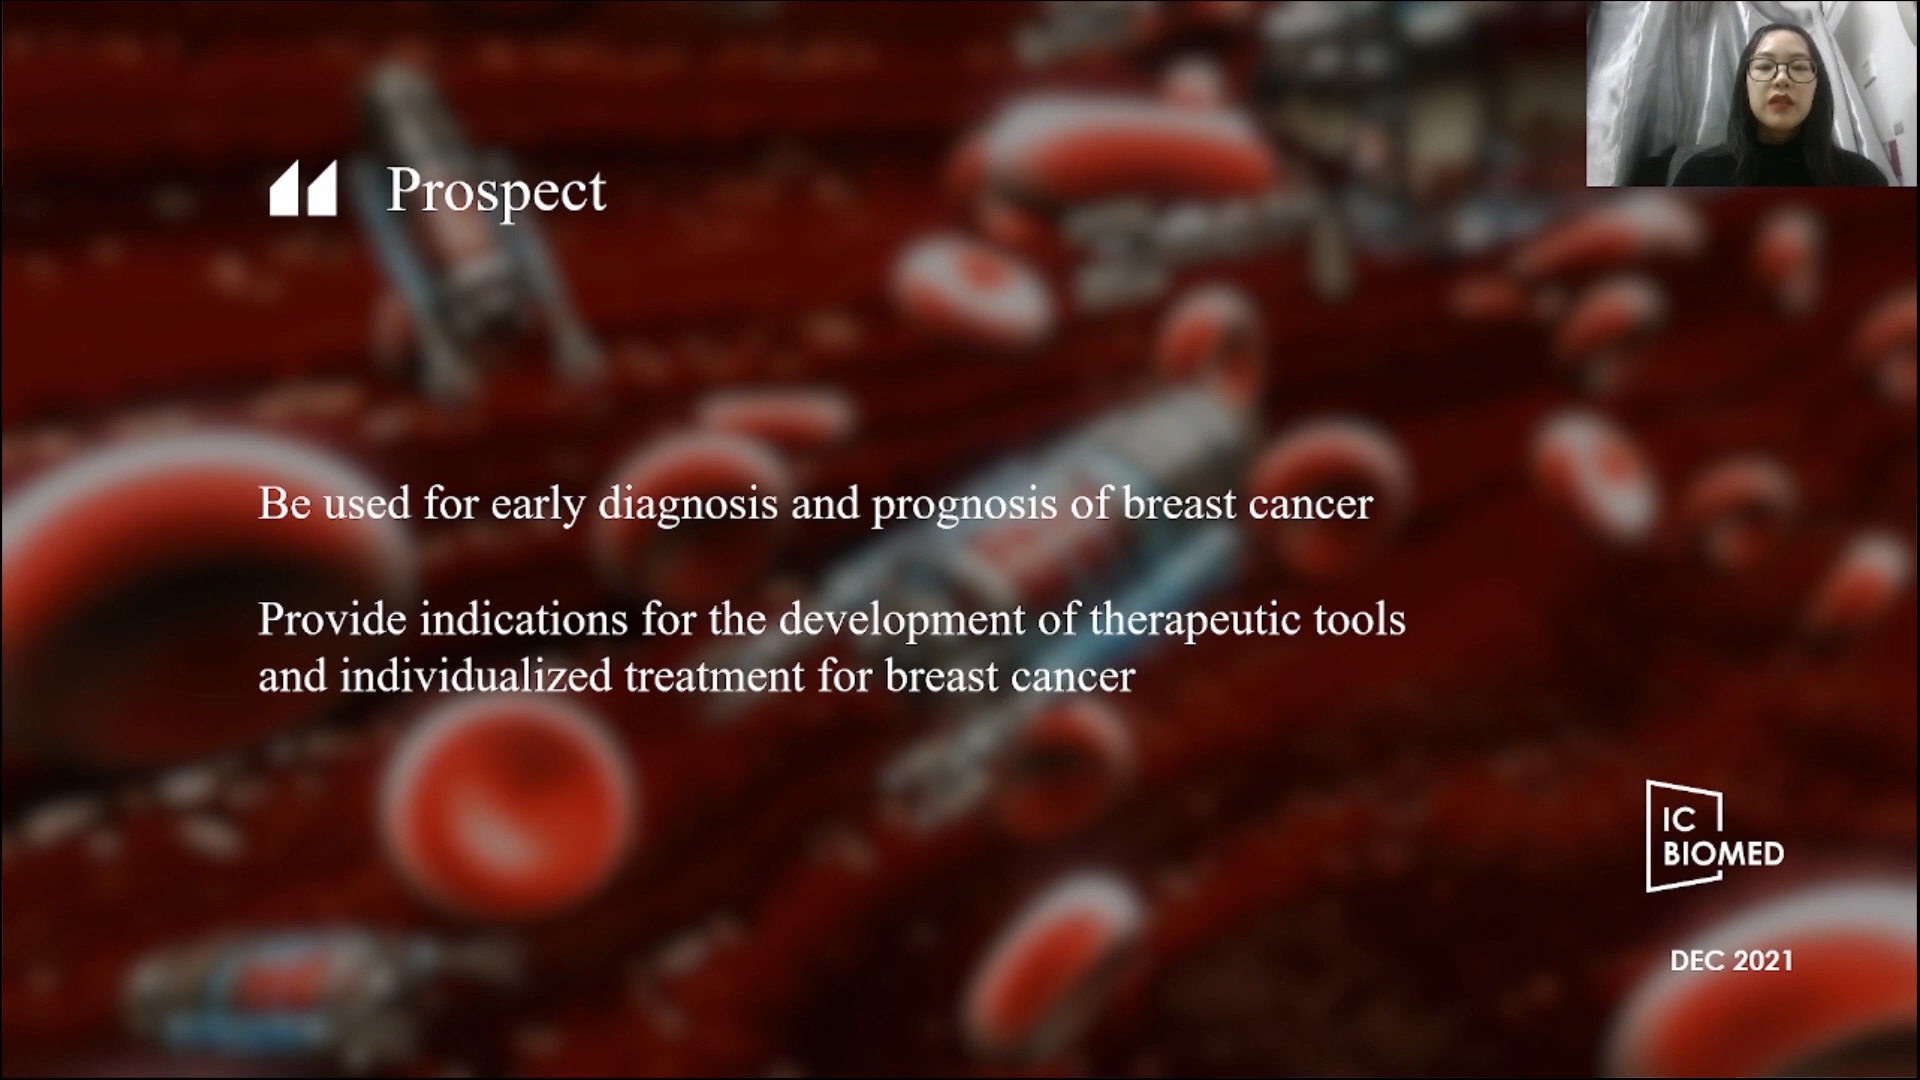 Prospect
Be used for early diagnosis and prognosis of breast cancer
Provide indications for the development of therapeutic tools
and individualized treatment for breast cancer
IC
BIOMED
DEC 2021